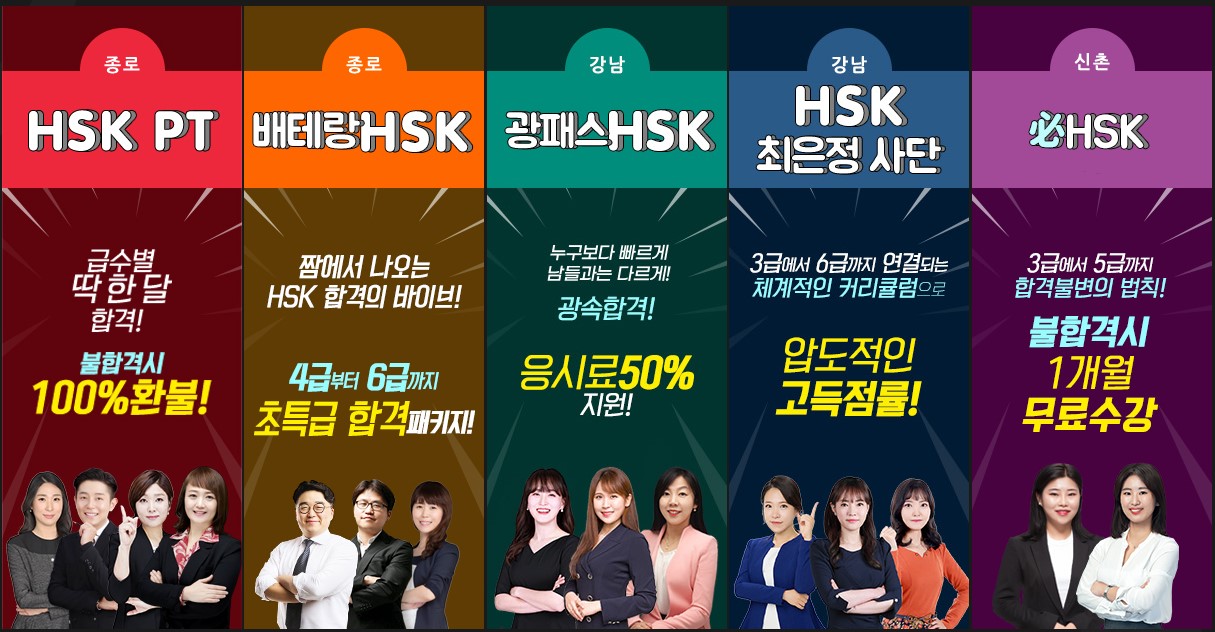 종로
HSK PT
급수별
딱 한 달
합격!
불합격시
100%환불!
종로
배테랑HSK
짬에서 나오는
HSK 합격의 바이브!
4급부터 6급까지
초특급 합격패키지!
강남
광패스HSK
누구보다 빠르게
남들과는 다르게!
광속합격!
응시료50%
지원!
강남
HSK
최은정 사단
3급에서 6급까지 연결되는
체계적인 커리큘럼으로
압도적인
고득점률!
신촌
必HSK
3급에서 5급까지
합격불변의 법칙!
불합격시
1개월
무료수강